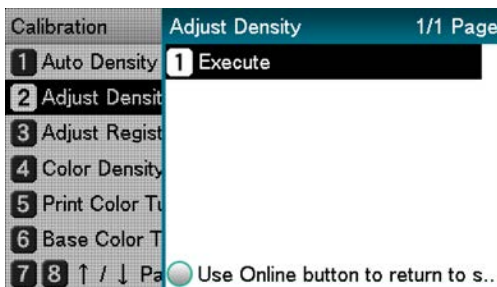 Calibration
1 Auto Density
2 Adjust Densit
3 Adjust Regist
4 Color Density
5 Print Color Tu
6 Base Color T
7 8 ↑ / ↓ Pa
Adjust Density 1/1 Page
1 Execute
Use Online button to return to s..